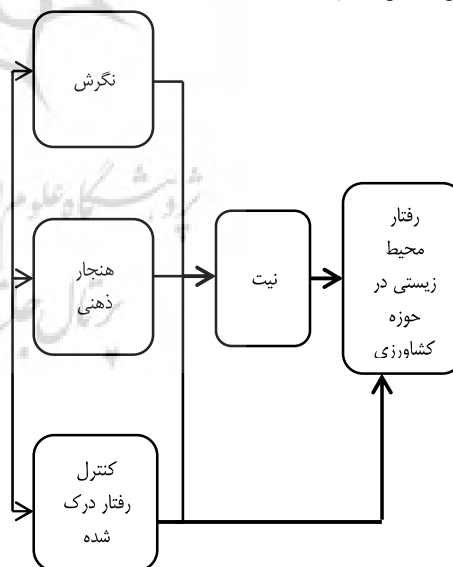 نگرش
هنجار
ذهنی
کنترل
رفتار درک
شده
نیت
رفتار
محیط
زیستی در
حوزه
کشاورزی